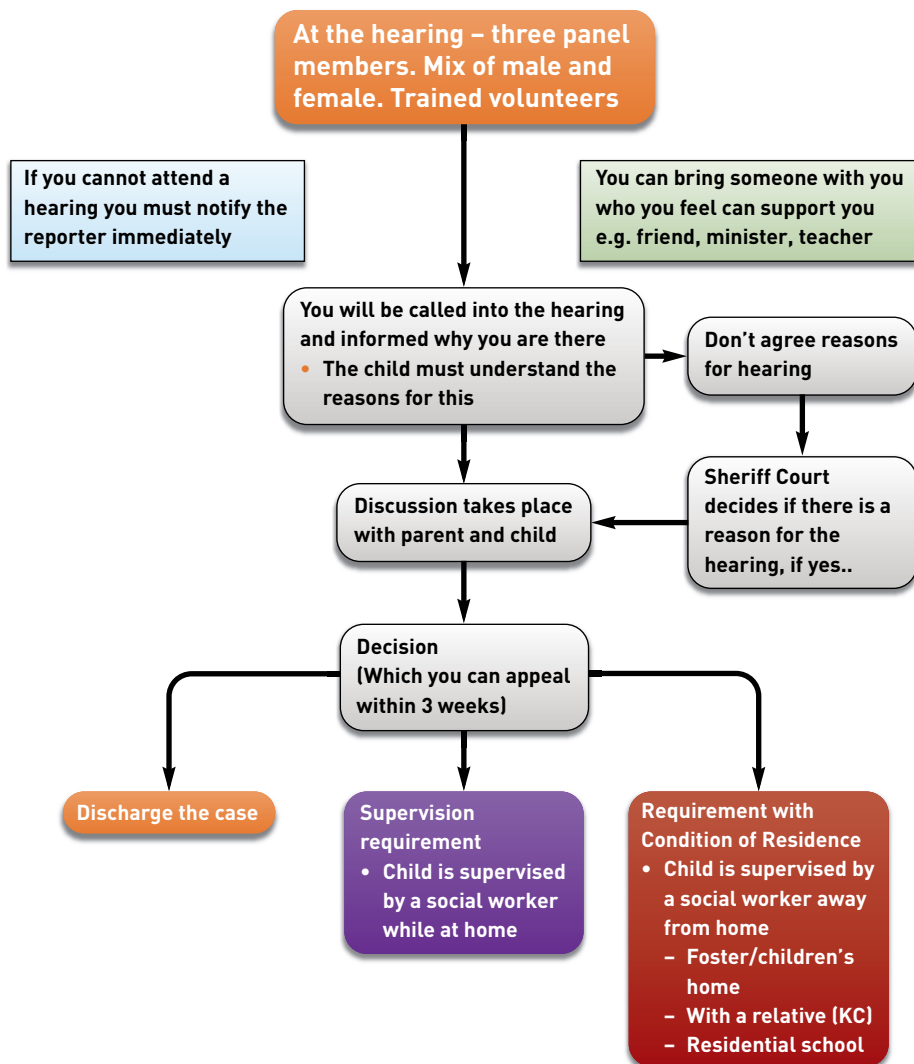 At the hearing – three panel
members. Mix of male and
female. Trained volunteers
If you cannot attend a
hearing you must notify the
reporter immediately
You can bring someone with you
who you feel can support you
e.g. friend, minister, teacher
You will be called into the hearing
and informed why you are there
• The child must understand the
reasons for this
Don’t agree reasons
for hearing
Sheriff Court
decides if there is a
reason for the
hearing, if yes..
Discussion takes place
with parent and child
Decision
(Which you can appeal
within 3 weeks)
Discharge the case
Supervision
requirement
• Child is supervised
by a social worker
while at home
Requirement with
Condition of Residence
• Child is supervised by
a social worker away
from home
– Foster/children’s
home
– With a relative (KC)
– Residential school